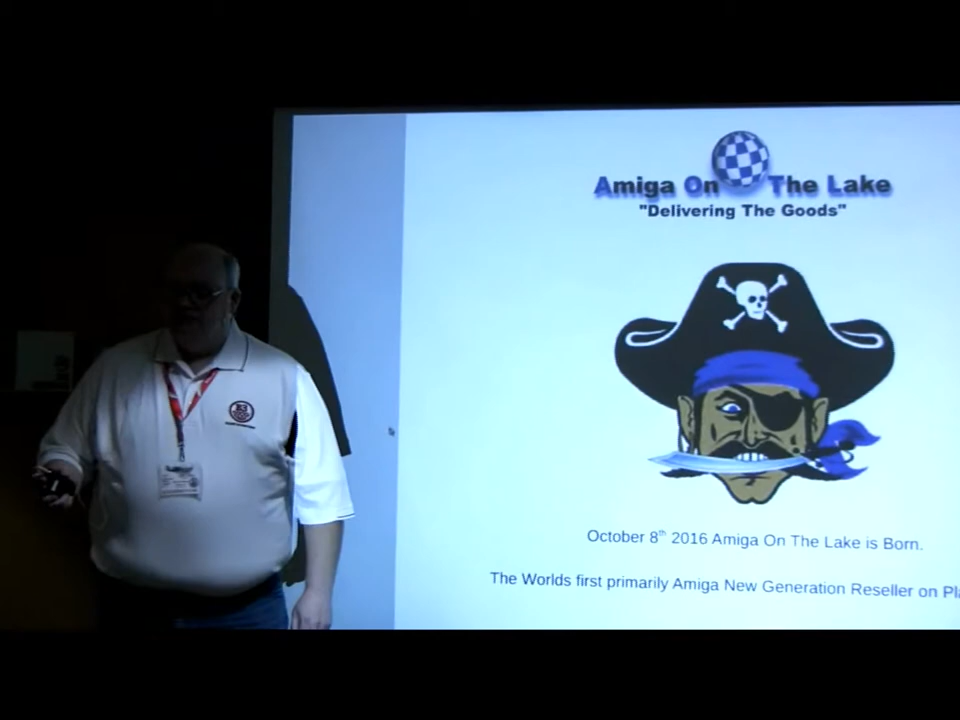 Amiga On The Lake
"Delivering The Goods"
October 8th 2016 Amiga On The Lake is Born.
The Worlds first primarily Amiga New Generation Reseller on